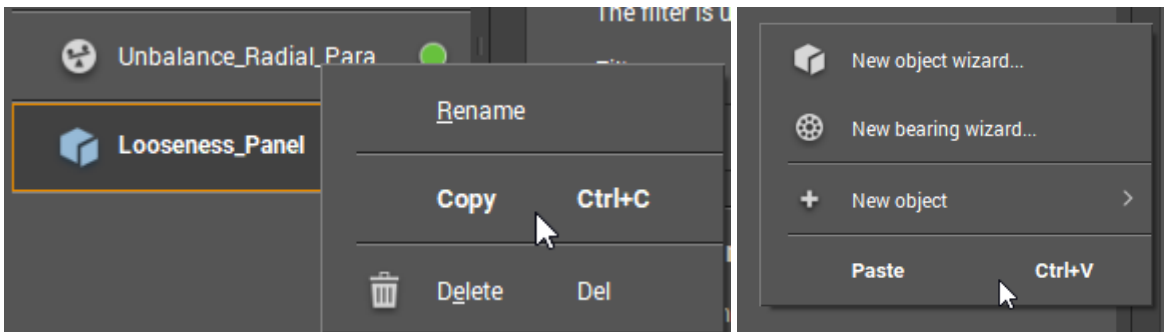 The filter is u
Unbalance_Radial_Para
Looseness_Panel
Rename
Copy Ctrl+C
Delete Del
New object wizard...
New bearing wizard...
New object
Paste Ctrl+V